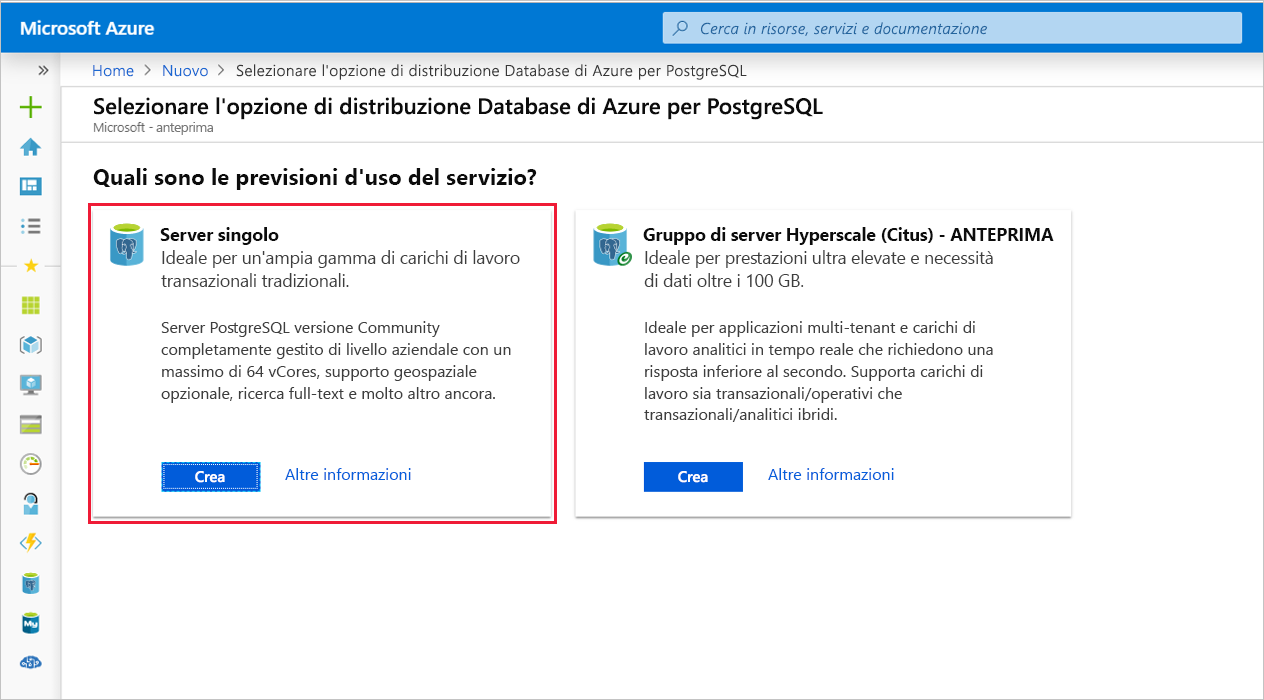 Microsoft Azure
Cerca in risorse, servizi e documentazione
Home > Nuovo > Selezionare l'opzione di distribuzione Database di Azure per PostgreSQL
Selezionare l'opzione di distribuzione Database di Azure per PostgreSQL
Microsoft - anteprima
Quali sono le previsioni d'uso del servizio?
Server singolo
Ideale per un'ampia gamma di carichi di lavoro
transazionali tradizionali.
Server PostgreSQL versione Community
completamente gestito di livello aziendale con un
massimo di 64 vCores, supporto geospaziale
opzionale, ricerca full-text e molto altro ancora.
Crea
Altre informazioni
Gruppo di server Hyperscale (Citus) - ANTEPRIMA
Ideale per prestazioni ultra elevate e necessità
di dati oltre i 100 GB.
Ideale per applicazioni multi-tenant e carichi di
lavoro analitici in tempo reale che richiedono una
risposta inferiore al secondo. Supporta carichi di
lavoro sia transazionali/operativi che
transazionali/analitici ibridi.
Crea
Altre informazioni
My